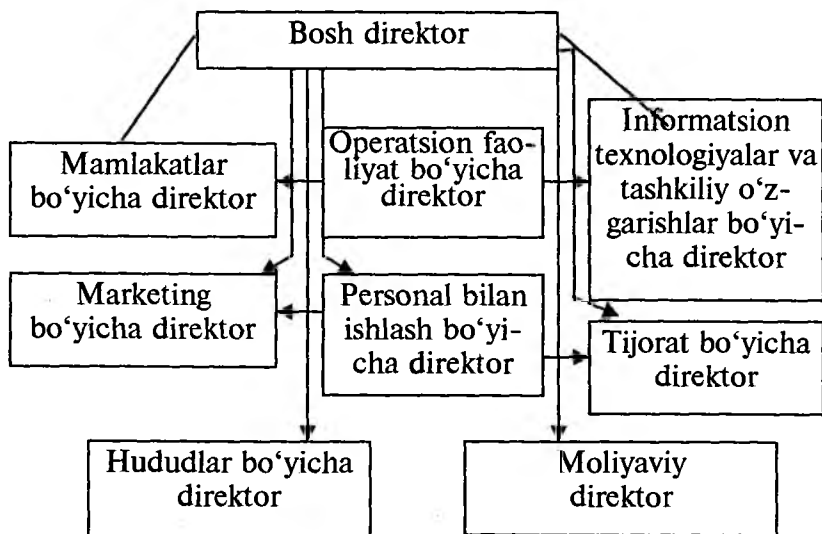 Bosh direktor
Mamlakatlar
bo‘yicha direktor
Operatsion fao-
liyat bo‘yicha
direktor
Informatsion
texnologiyalar va
tashkiliy o‘z-
garishlar bo‘yi-
cha direktor
Marketing
bo‘yicha direktor
Personal bilan
ishlash bo‘yi-
cha direktor
Tijorat bo‘yicha
direktor
Hududlar bo‘yicha
direktor
Moliyaviy
direktor